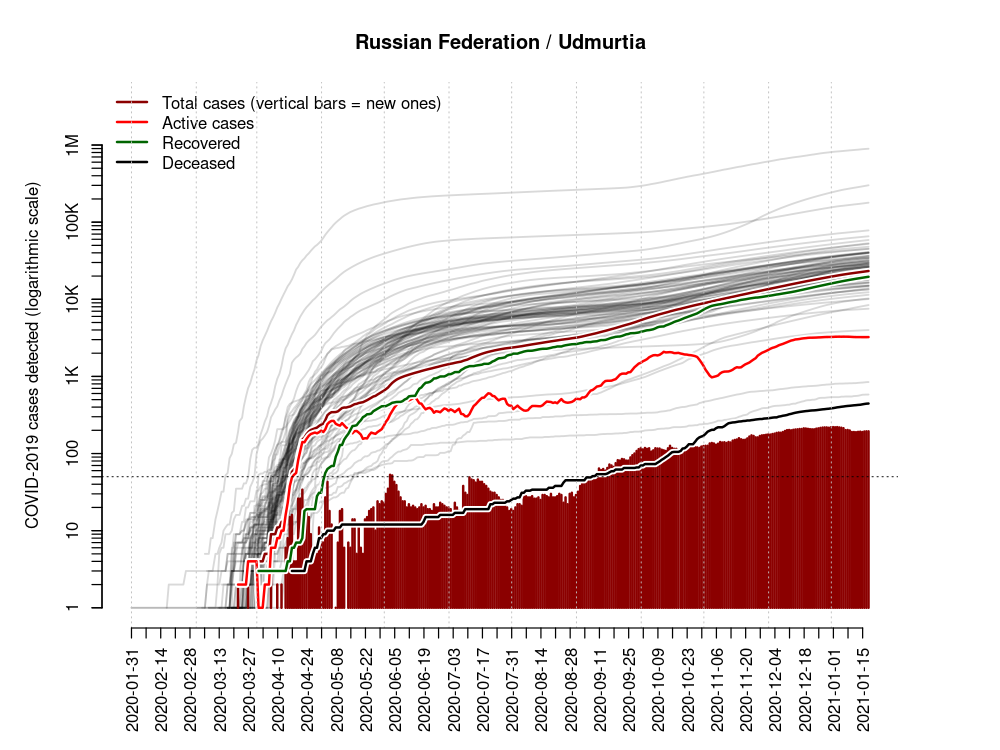 Russian Federation / Udmurtia
Total cases (vertical bars = new ones)
Active cases
Recovered
Deceased
COVID-2019 cases detected (logarithmic scale)
1M
100K
10K
1K
100
10
1
2020-01-31
2020-02-14
2020-02-28
2020-03-13
2020-03-27
2020-04-10
2020-04-24
2020-05-08
2020-05-22
2020-06-05
2020-06-19
2020-07-03
2020-07-17
2020-07-31
2020-08-14
2020-08-28
2020-09-11
2020-09-25
2020-10-09
2020-10-23
2020-11-06
2020-11-20
2020-12-04
2020-12-18
2021-01-01
2021-01-15